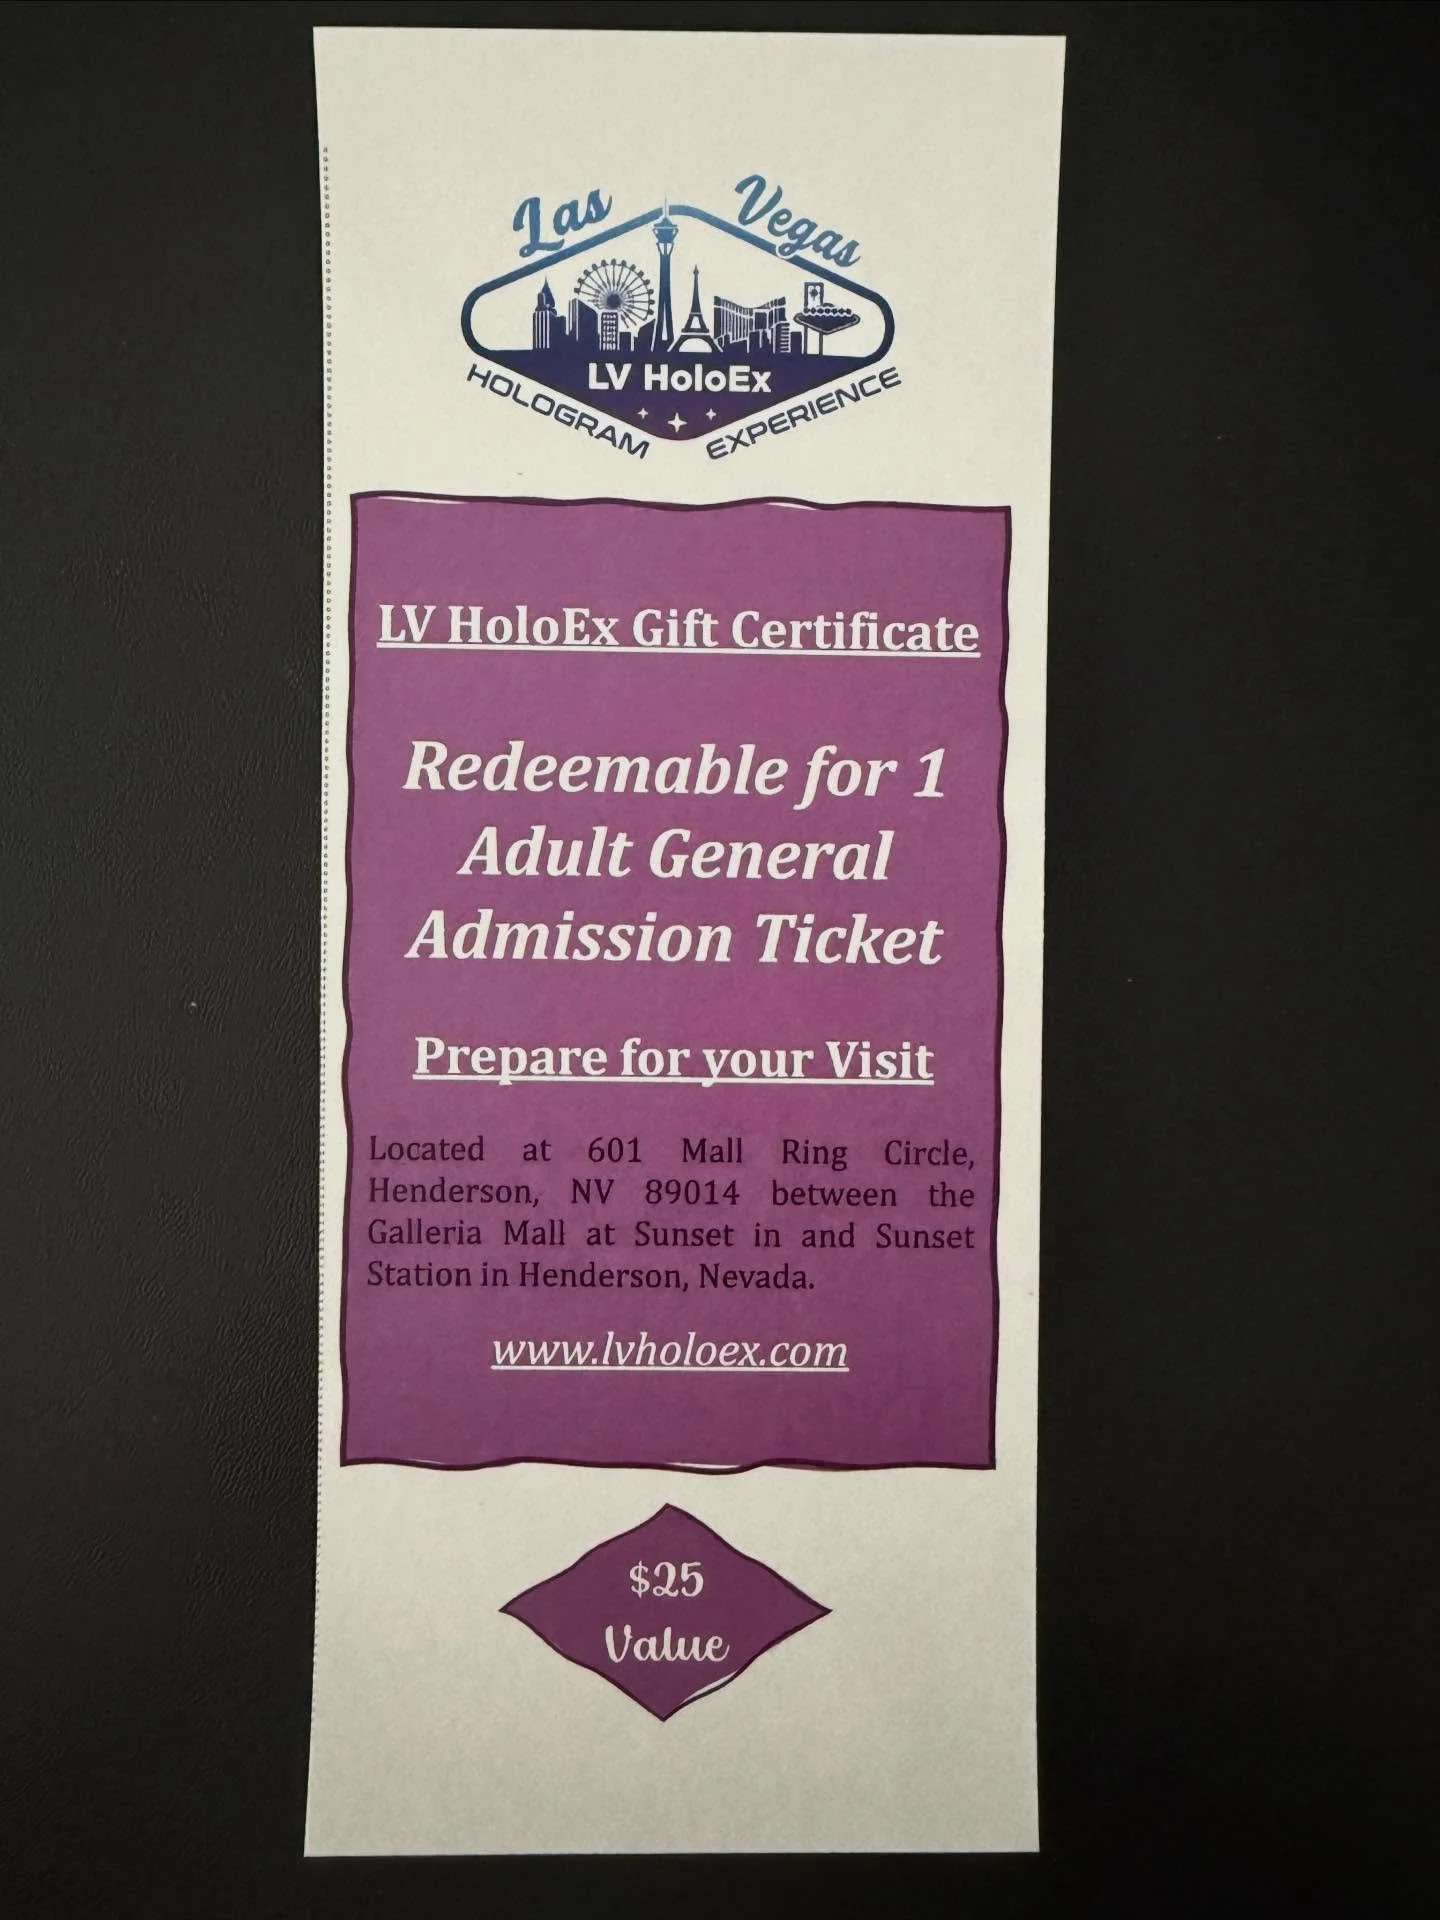 Las Vegas
LV HoloEx
HOLOGRAM EXPERIENCE
LV HoloEx Gift Certificate
Redeemable for 1
Adult General
Admission Ticket
Prepare for your Visit
Located at 601 Mall Ring Circle,
Henderson, NV 89014 between the
Galleria Mall at Sunset in and Sunset
Station in Henderson, Nevada.
www.lvholoex.com
$25
Value